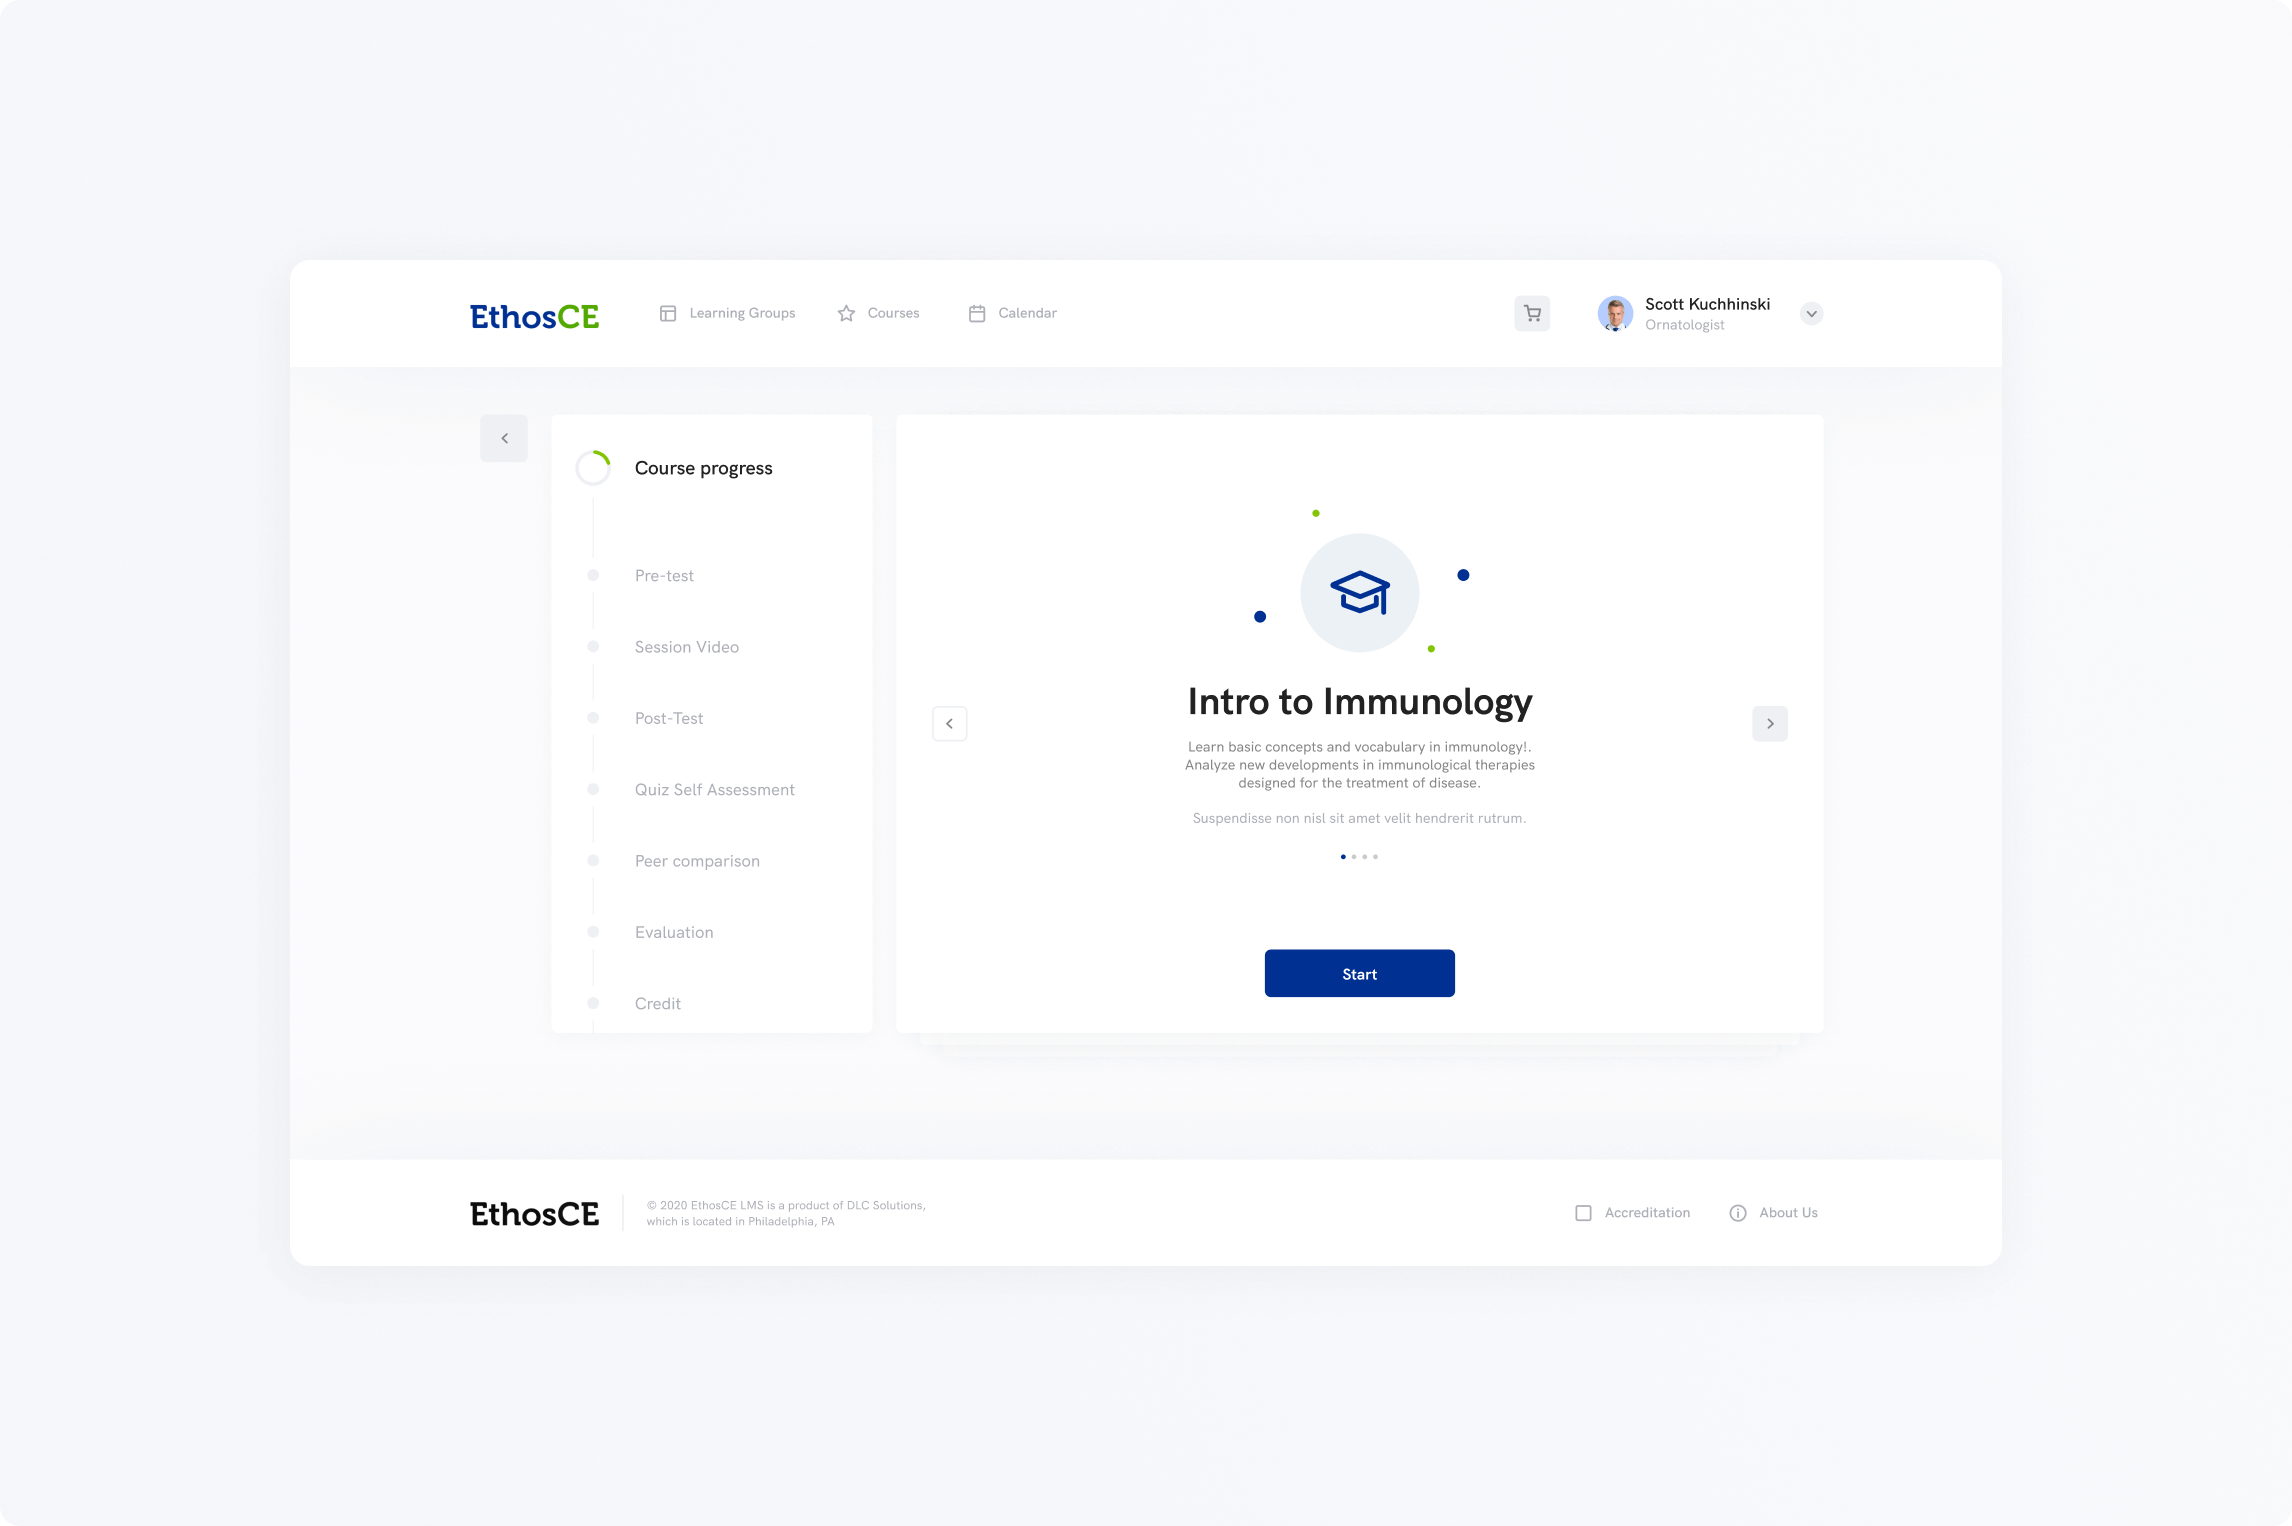 EthosCE
Learning Groups
Courses
Calendar
Scott Kuchhinski
Ornatologist
Course progress
Pre-test
Session Video
Post-Test
Quiz Self Assessment
Peer comparison
Evaluation
Credit
Intro to Immunology
Learn basic concepts and vocabulary in immunology!.
Analyze new developments in immunological therapies
designed for the treatment of disease.
Suspendisse non nisl sit amet velit hendrerit rutrum.
Start
EthosCE
© 2020 EthosCE LMS is a product of DLC Solutions,
which is located in Philadelphia, PA
Accreditation
About Us